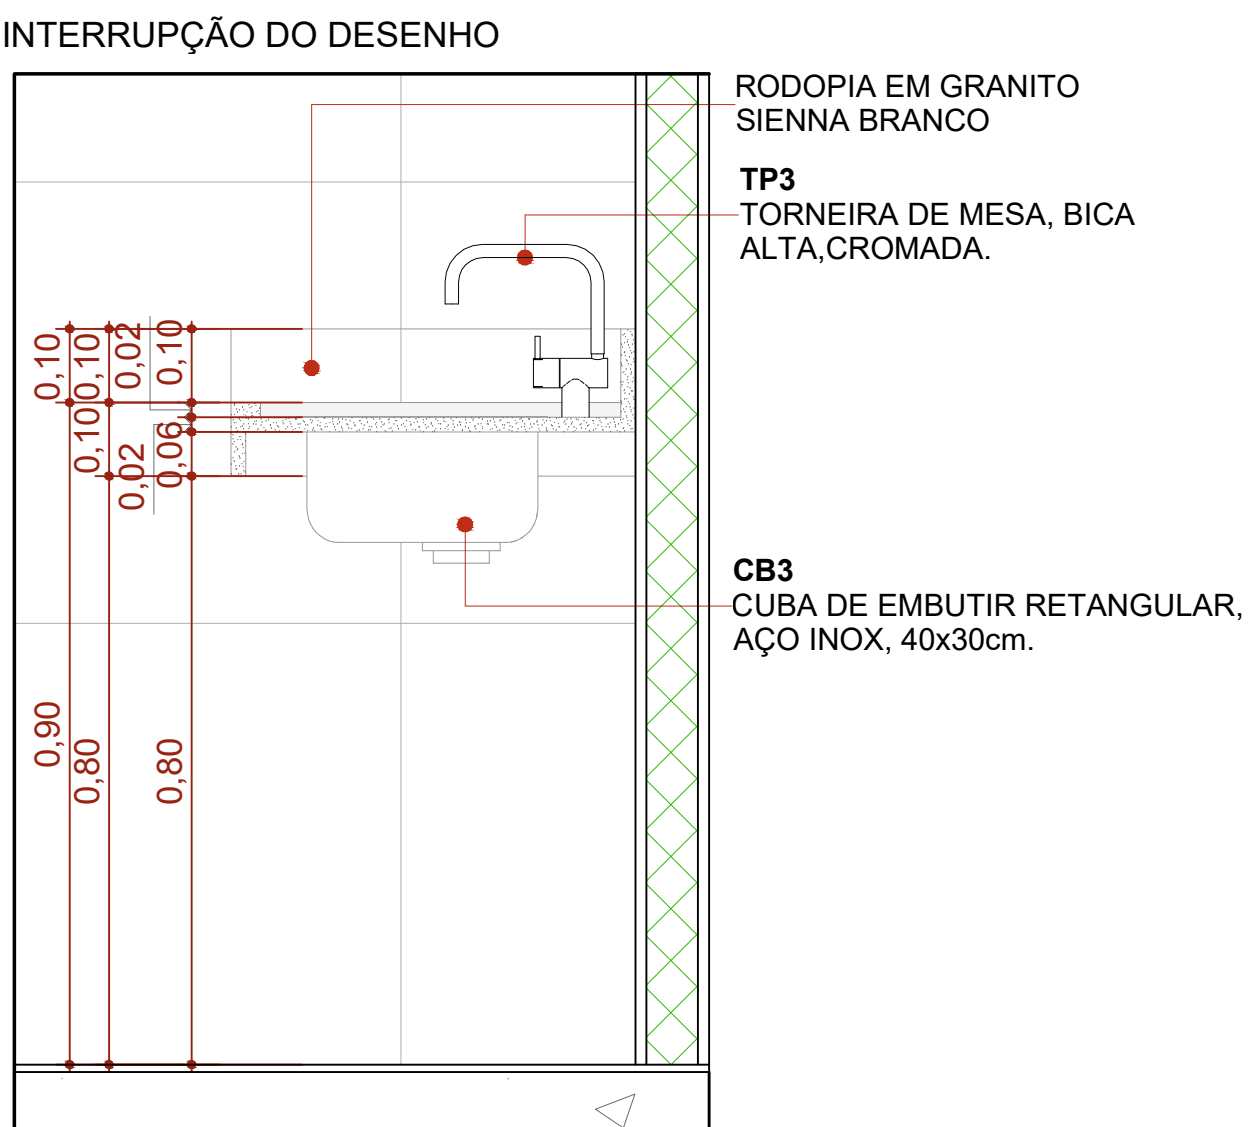 INTERRUPÇÃO DO DESENHO
RODOPIA EM GRANITO
SIENNA BRANCO
TP3
TORNEIRA DE MESA, BICA
ALTA,CROMADA.
0,10
0,10
0,02
0,10
0,10
0,02
0,06
CB3
CUBA DE EMBUTIR RETANGULAR,
AÇO INOX, 40x30cm.
0,90
0,80
0,80